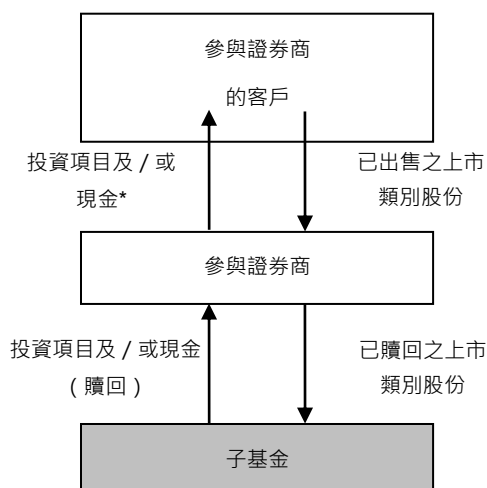 參與證券商
的客戶
投資項目及 / 或
現金*
已出售之上市
類別股份
參與證券商
投資項目及 / 或現金
( 贖回 )
已贖回之上市
類別股份
子基金